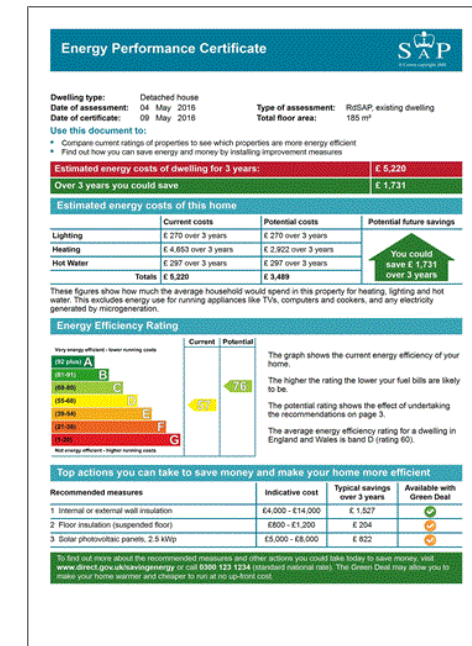 Energy Performance Certificate
SAP
Dwelling type: Detached house
Date of assessment: 04 May 2016 Type of assessment: RdSAP, existing dwelling
Date of certificate: 09 May 2016 Total floor area: 185 m²
Use this document to:
• Compare current ratings of properties to see which properties are more energy efficient
• Find out how you can save energy and money by installing improvement measures
Estimated energy costs of dwelling for 3 years: £ 5,220
Over 3 years you could save £ 1,731
Estimated energy costs of this home
Current costs Potential costs Potential future savings
Lighting £ 270 over 3 years £ 270 over 3 years
Heating £ 4,653 over 3 years £ 2,922 over 3 years
Hot Water £ 297 over 3 years £ 297 over 3 years
Totals £ 5,220 £ 3,489
You could
save £ 1,731
over 3 years
These figures show how much the average household would spend in this property for heating, lighting and hot
water. This excludes energy use for running appliances like TVs, computers and cookers, and any electricity
generated by microgeneration.
Energy Efficiency Rating
Current Potential
Very energy efficient - lower running costs
(92 plus) A
(81-91) B
(69-80) C
(55-68) D
(39-54) E
(21-38) F
(1-20) G
Not energy efficient - higher running costs
76
The graph shows the current energy efficiency of your
home.
The higher the rating the lower your fuel bills are likely
to be.
The potential rating shows the effect of undertaking
the recommendations on page 3.
The average energy efficiency rating for a dwelling in
England and Wales is band D (rating 60).
Top actions you can take to save money and make your home more efficient
Recommended measures Indicative cost Typical savings over 3 years Available with Green Deal
1 Internal or external wall insulation £4,000 - £14,000 £ 1,527
2 Floor insulation (suspended floor) £800 - £1,200 £ 204
3 Solar photovoltaic panels, 2.5 kWp £5,000 - £8,000 £ 822
To find out more about the recommended measures and other actions you could take today to save money, visit
www.direct.gov.uk/savingenergy or call 0300 123 1234 (standard national rate). The Green Deal may allow you to
make your home warmer and cheaper to run at no up-front cost.